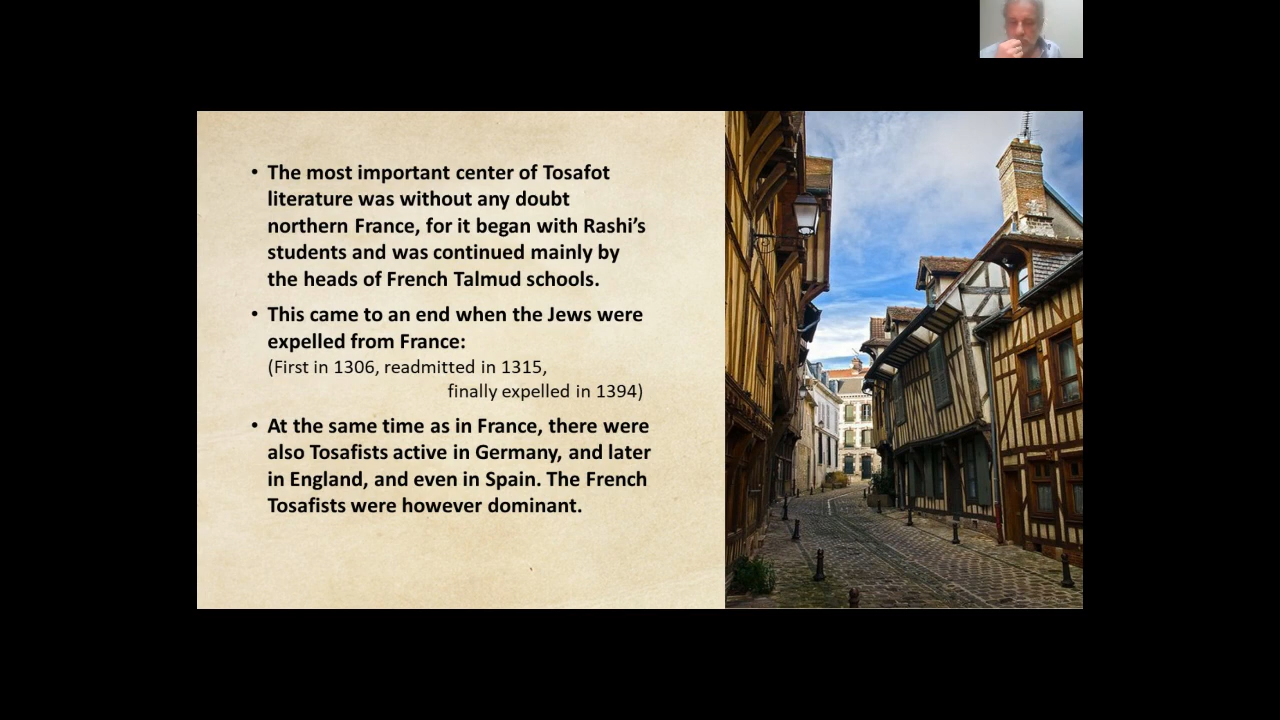 • The most important center of Tosafot
literature was without any doubt
northern France, for it began with Rashi’s
students and was continued mainly by
the heads of French Talmud schools.
• This came to an end when the Jews were
expelled from France:
(First in 1306, readmitted in 1315,
finally expelled in 1394)
• At the same time as in France, there were
also Tosafists active in Germany, and later
in England, and even in Spain. The French
Tosafists were however dominant.